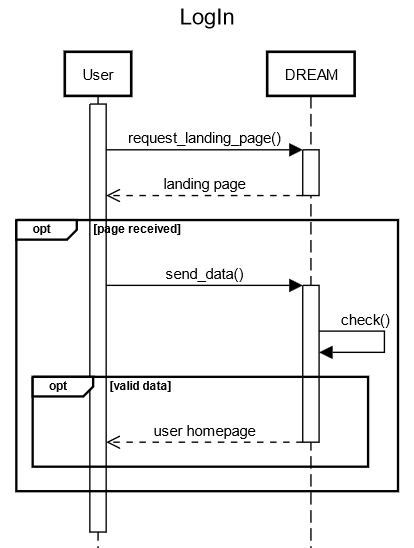 LogIn
User
DREAM
request_landing_page()
landing page
opt
[page received]
send_data()
check()
opt
[valid data]
user homepage